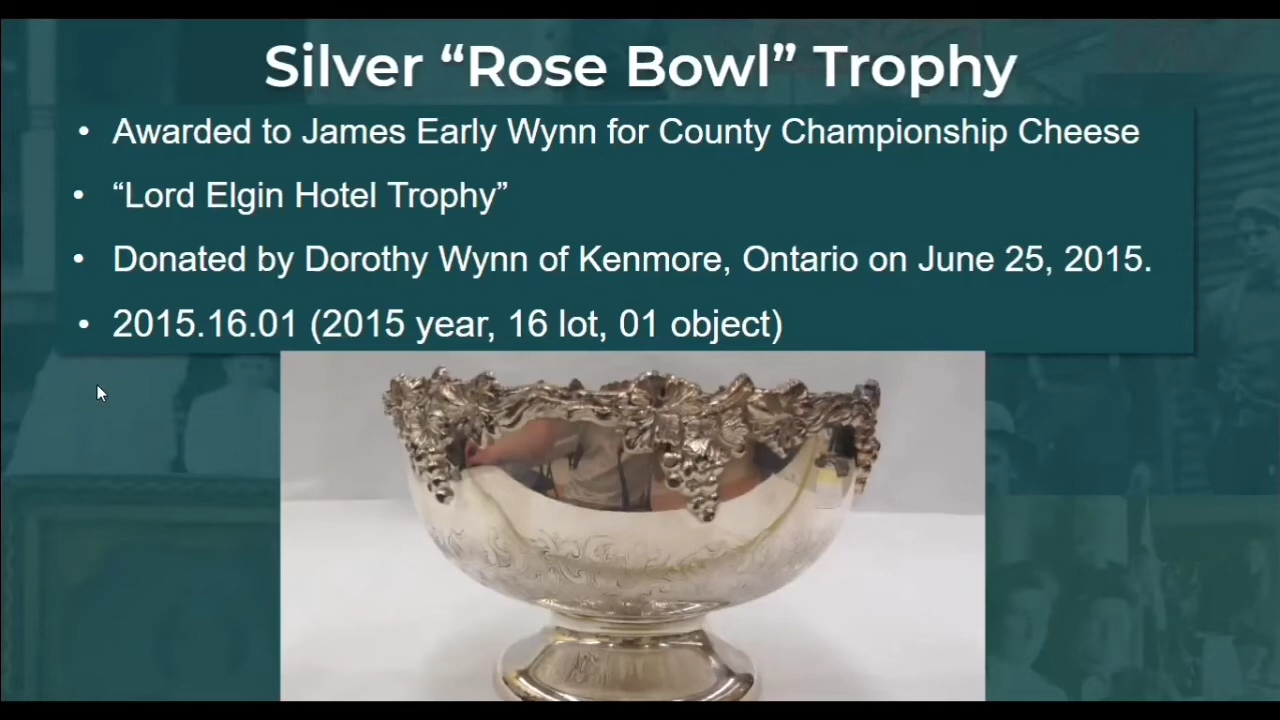 Silver “Rose Bowl” Trophy
• Awarded to James Early Wynn for County Championship Cheese
• “Lord Elgin Hotel Trophy”
• Donated by Dorothy Wynn of Kenmore, Ontario on June 25, 2015.
• 2015.16.01 (2015 year, 16 lot, 01 object)